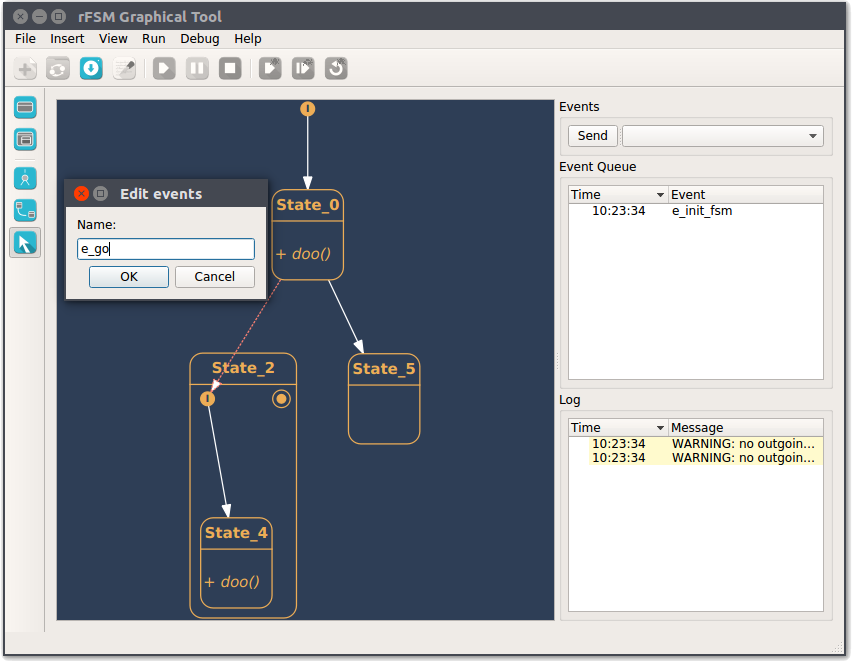 rFSM Graphical Tool
File Insert View Run Debug Help
Edit events
Name:
e_go
OK Cancel
I
State_0
+ doo()
State_2
I
State_5
State_4
+ doo()
Events
Send
Event Queue
Time Event
10:23:34 e_init_fsm
Log
Time Message
10:23:34 WARNING: no outgoin...
10:23:34 WARNING: no outgoin...